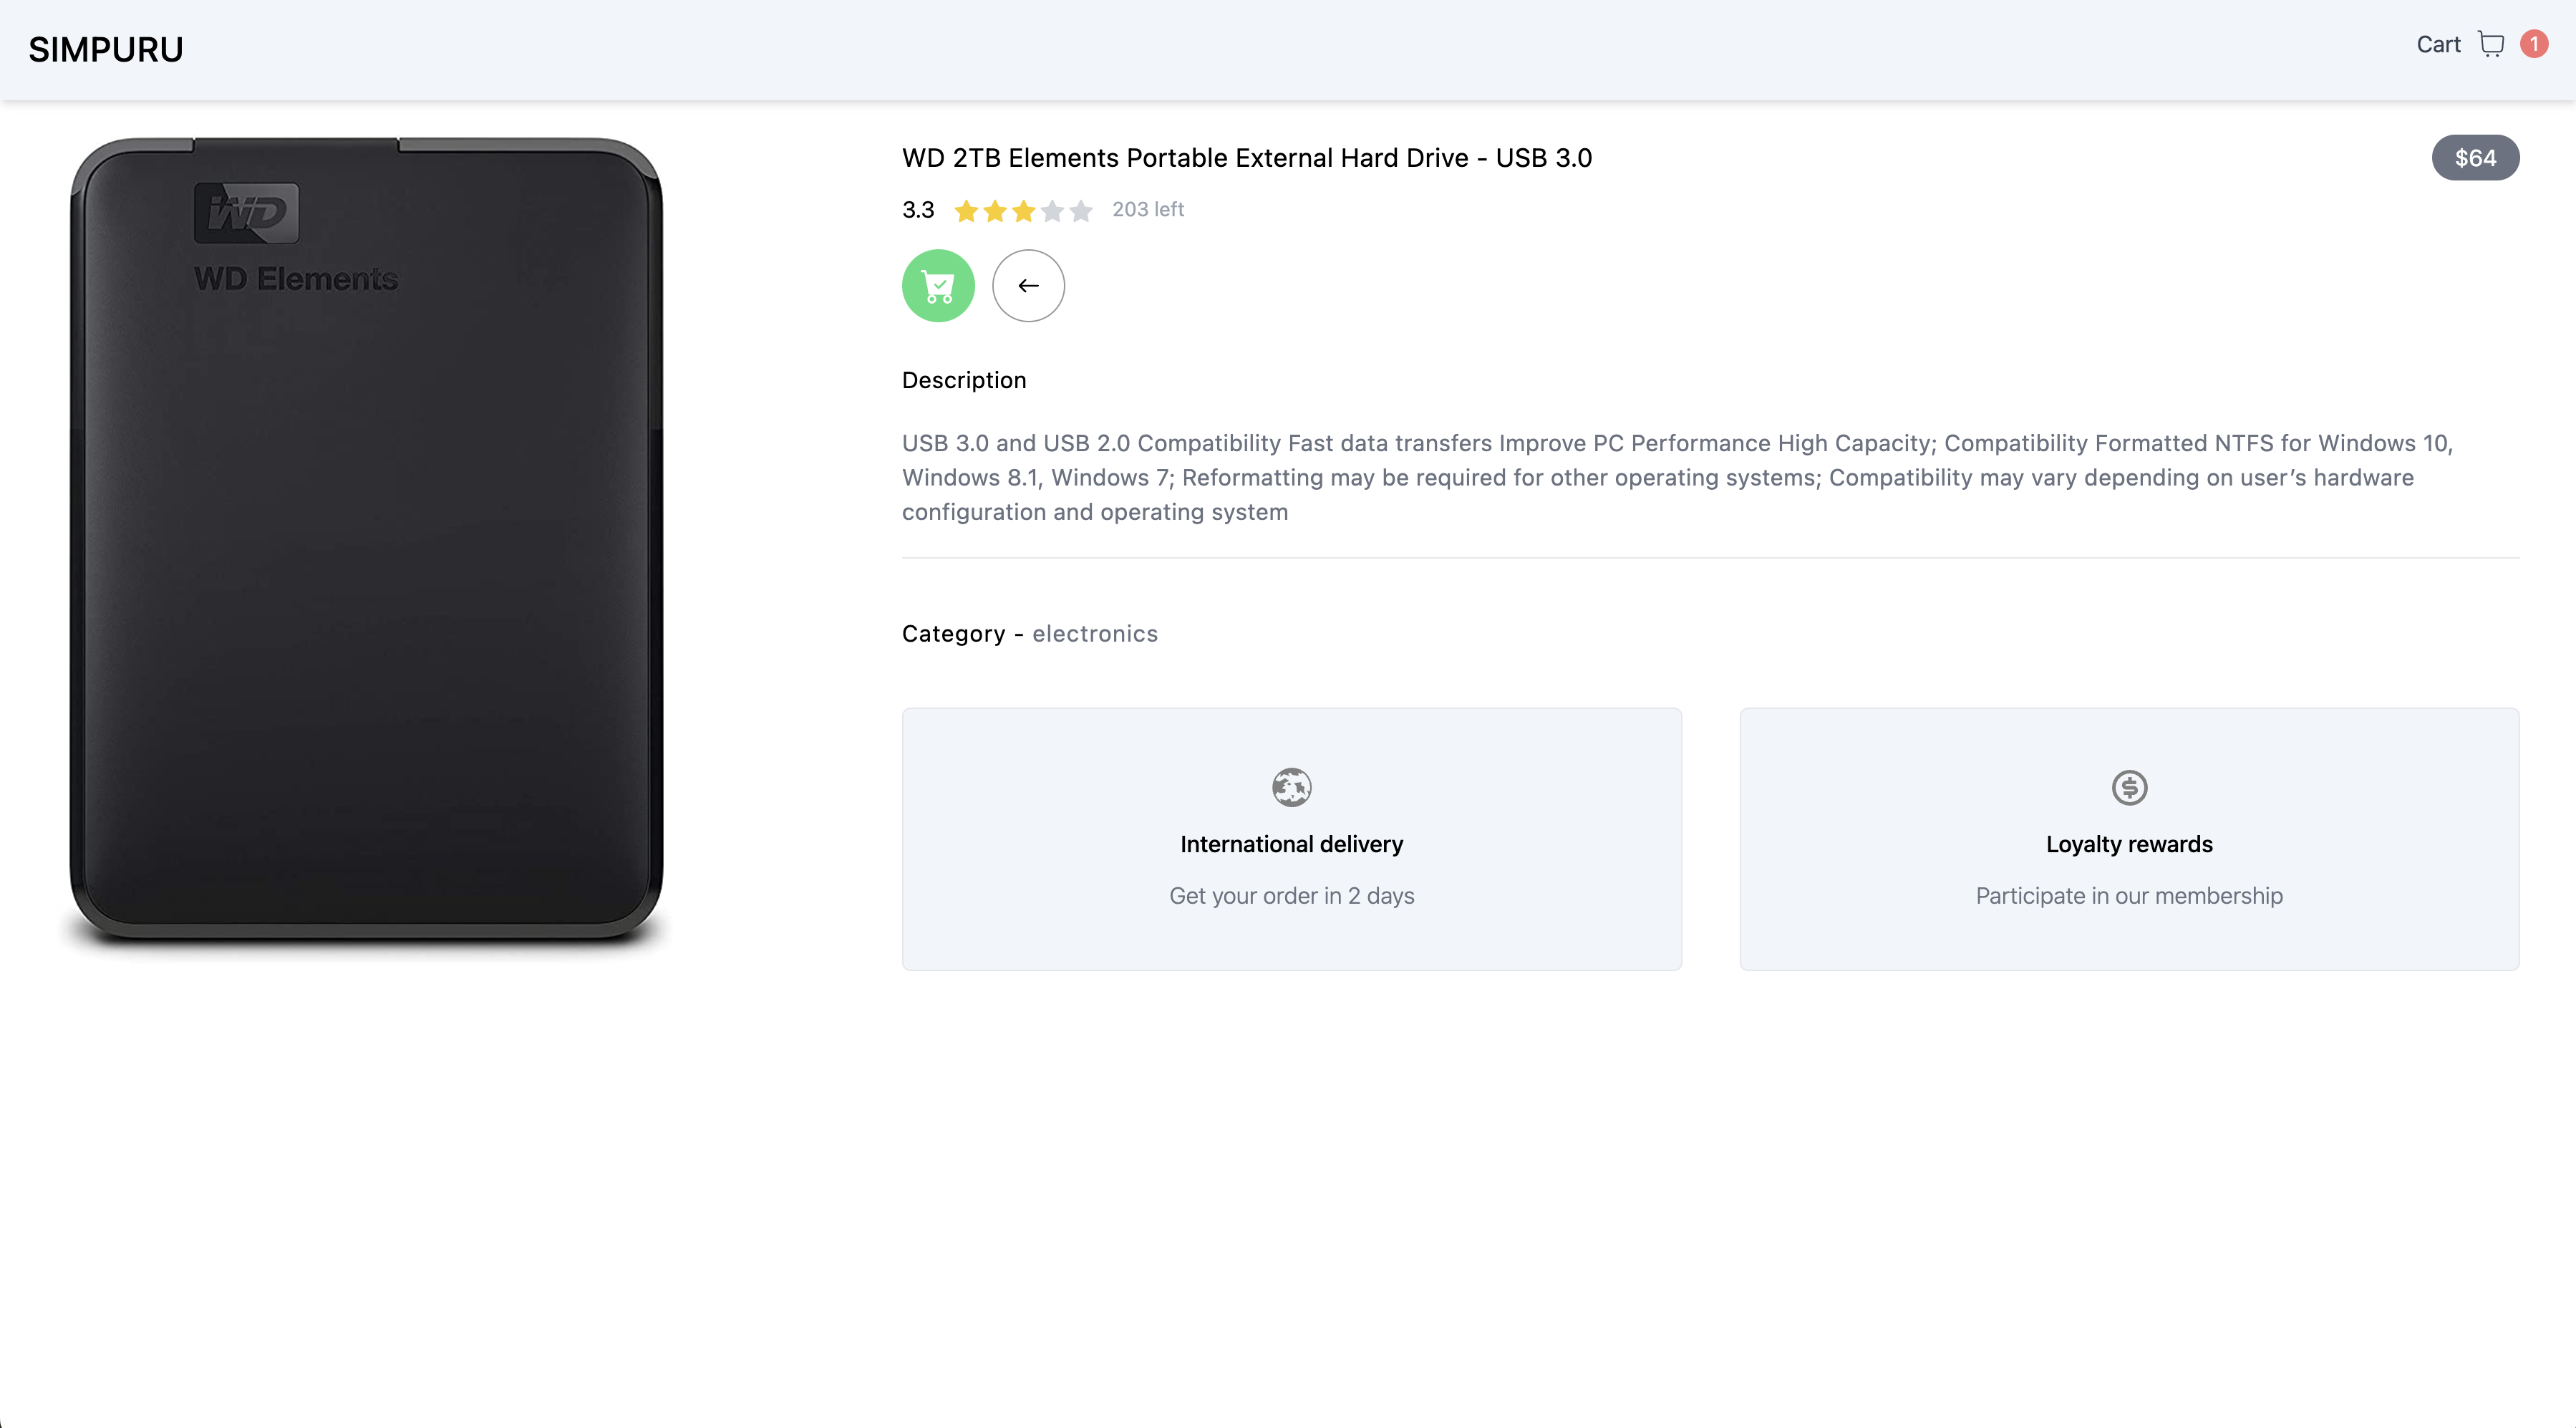 SIMPURU
Cart 1
WD
WD Elements
WD 2TB Elements Portable External Hard Drive - USB 3.0
$64
3.3 203 left
Description
USB 3.0 and USB 2.0 Compatibility Fast data transfers Improve PC Performance High Capacity; Compatibility Formatted NTFS for Windows 10,
Windows 8.1, Windows 7; Reformatting may be required for other operating systems; Compatibility may vary depending on user’s hardware
configuration and operating system
Category - electronics
International delivery
Get your order in 2 days
Loyalty rewards
Participate in our membership